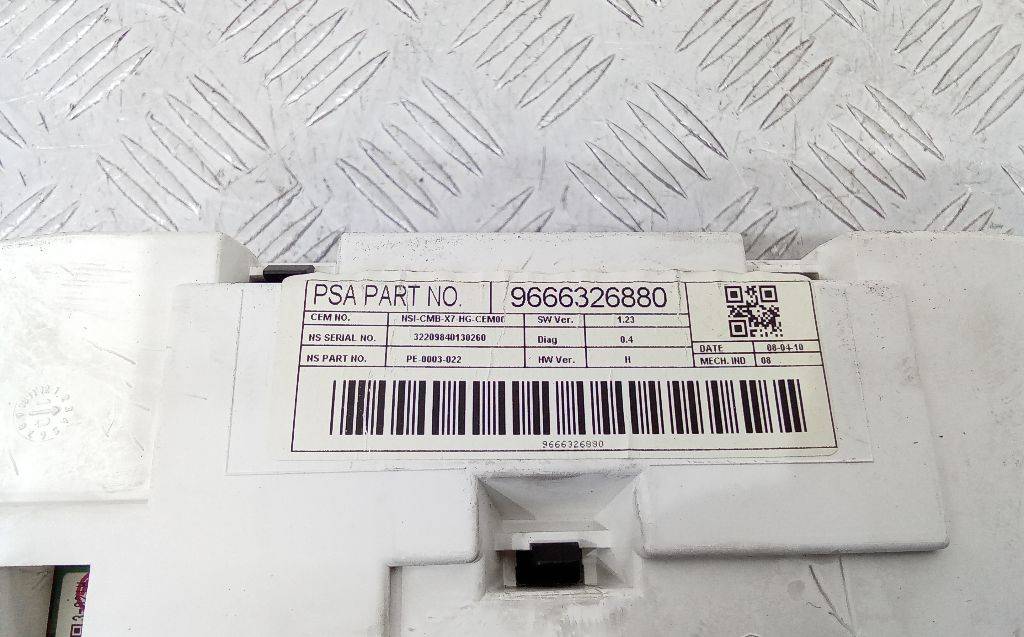 PSA PART NO. 9666326880
CEM NO. NSI-CMB-X7 HG-CEM00 SW Ver. 1.23
NS SERIAL NO. 32209840130260 Diag 0.4
DATE 08-04-10
NS PART NO. PE-0003-022 HW Ver. H
MECH. IND 08
9666326880